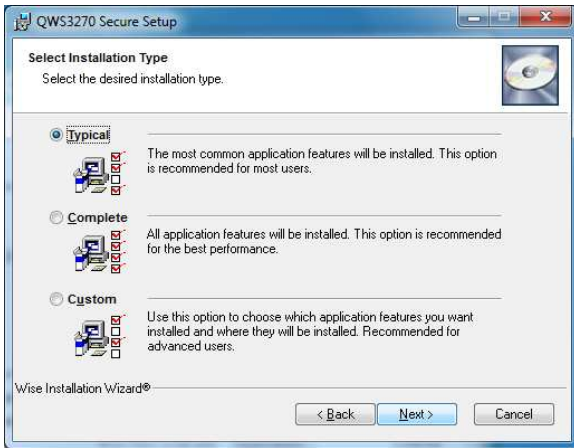 QWS3270 Secure Setup
Select Installation Type
Select the desired installation type.
Typical
The most common application features will be installed. This option
is recommended for most users.
Complete
All application features will be installed. This option is recommended
for the best performance.
Custom
Use this option to choose which application features you want
installed and where they will be installed. Recommended for
advanced users.
Wise Installation Wizard®
< Back
Next >
Cancel